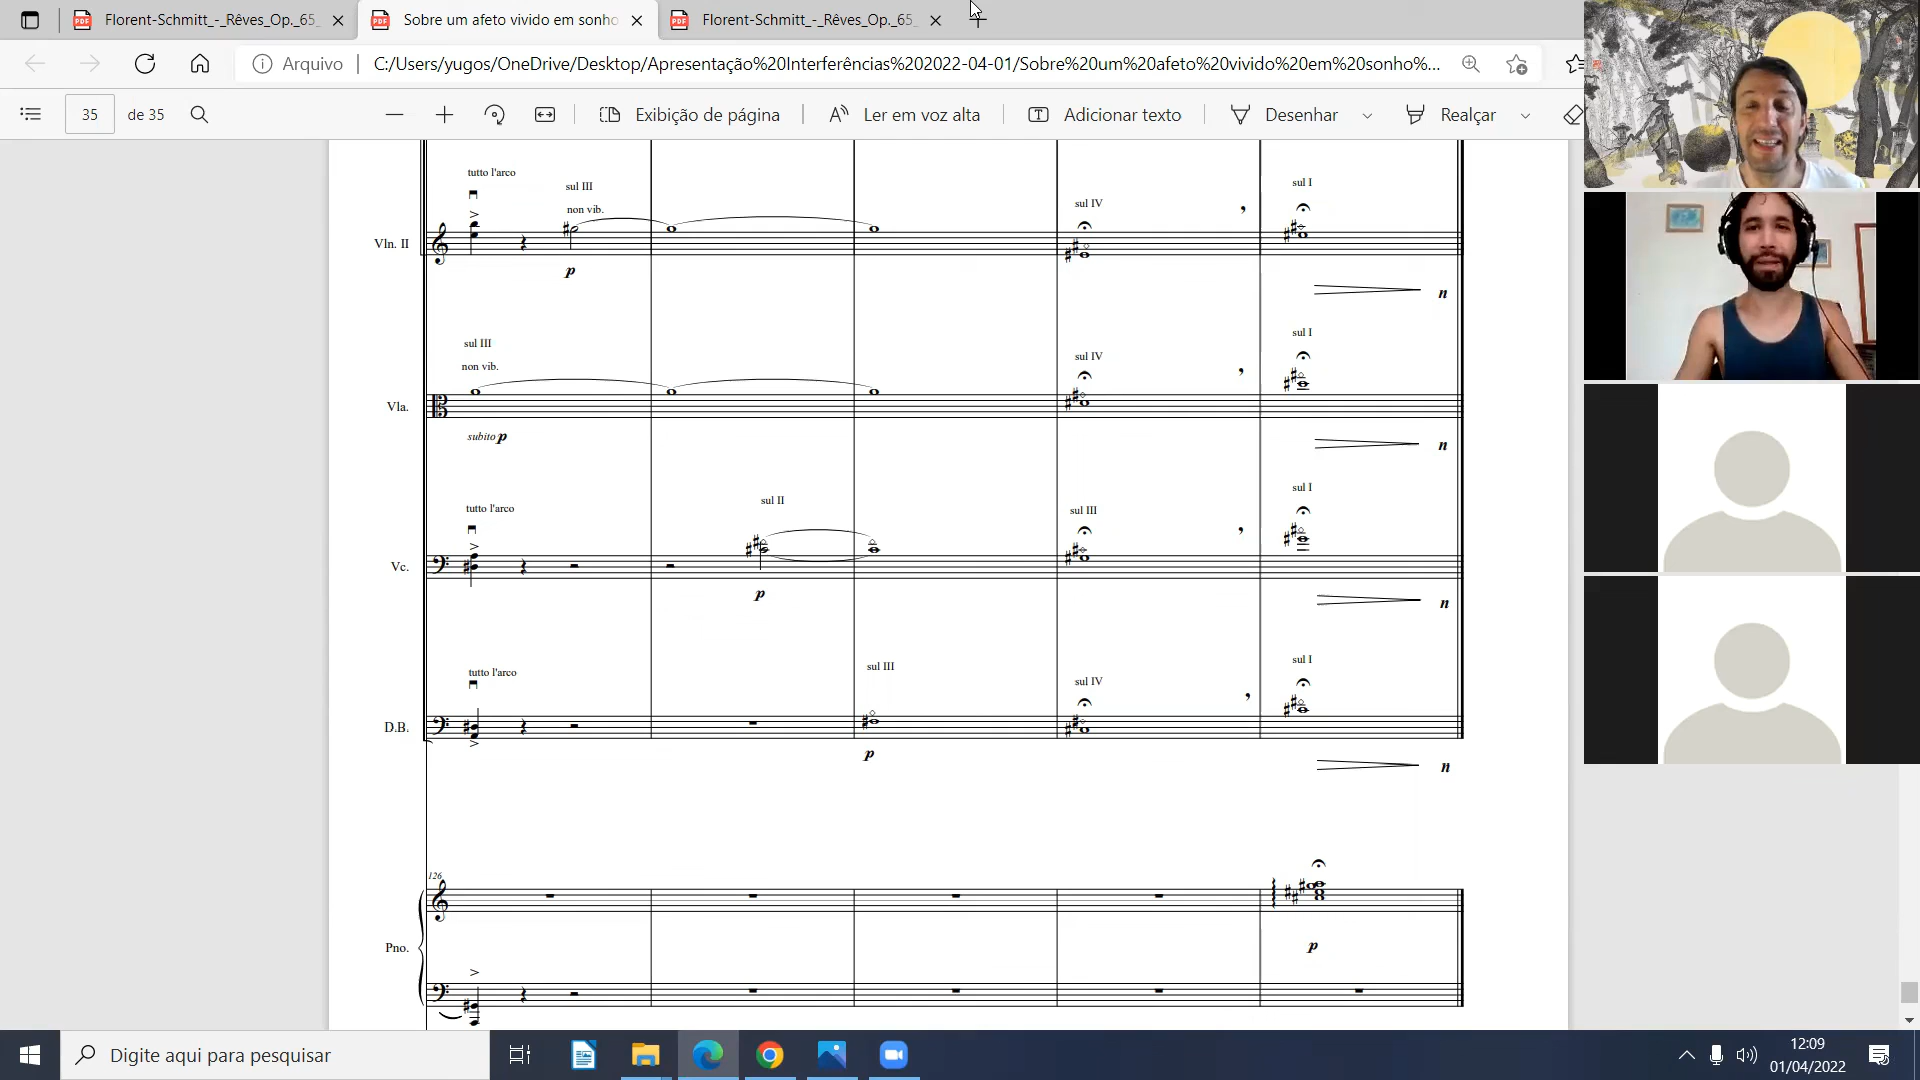 Florent-Schmitt_-_Rêves_Op._65_
Sobre um afeto vivido em sonho
Florent-Schmitt_-_Rêves_Op._65_
Arquivo
C:/Users/yugos/OneDrive/Desktop/Apresentação%20Interferências%202022-04-01/Sobre%20um%20afeto%20vivido%20em%20sonho%...
35
de 35
Exibição de página
Ler em voz alta
Adicionar texto
Desenhar
Realçar
tutto l'arco
sul III
non vib.
sul IV
sul I
Vln. II
p
n
sul III
non vib.
sul IV
sul I
Vla.
subito p
n
tutto l'arco
sul II
sul III
sul I
Vc.
p
n
tutto l'arco
sul III
sul IV
sul I
D.B.
p
n
126
Pno.
p
Digite aqui para pesquisar
12:09
01/04/2022